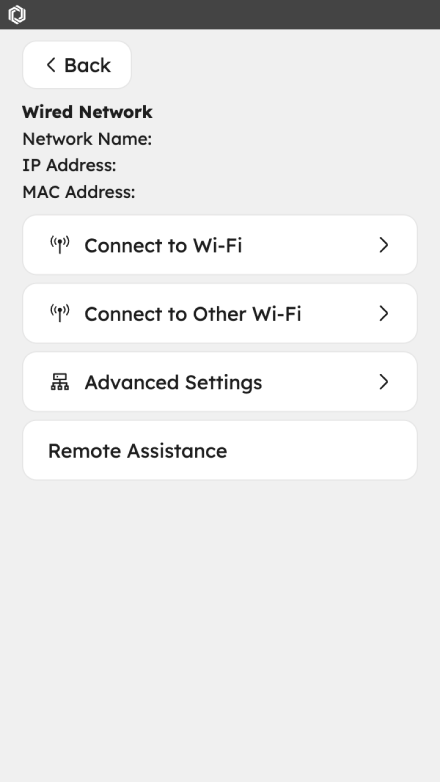 Back
Wired Network
Network Name:
IP Address:
MAC Address:
Connect to Wi-Fi
Connect to Other Wi-Fi
Advanced Settings
Remote Assistance